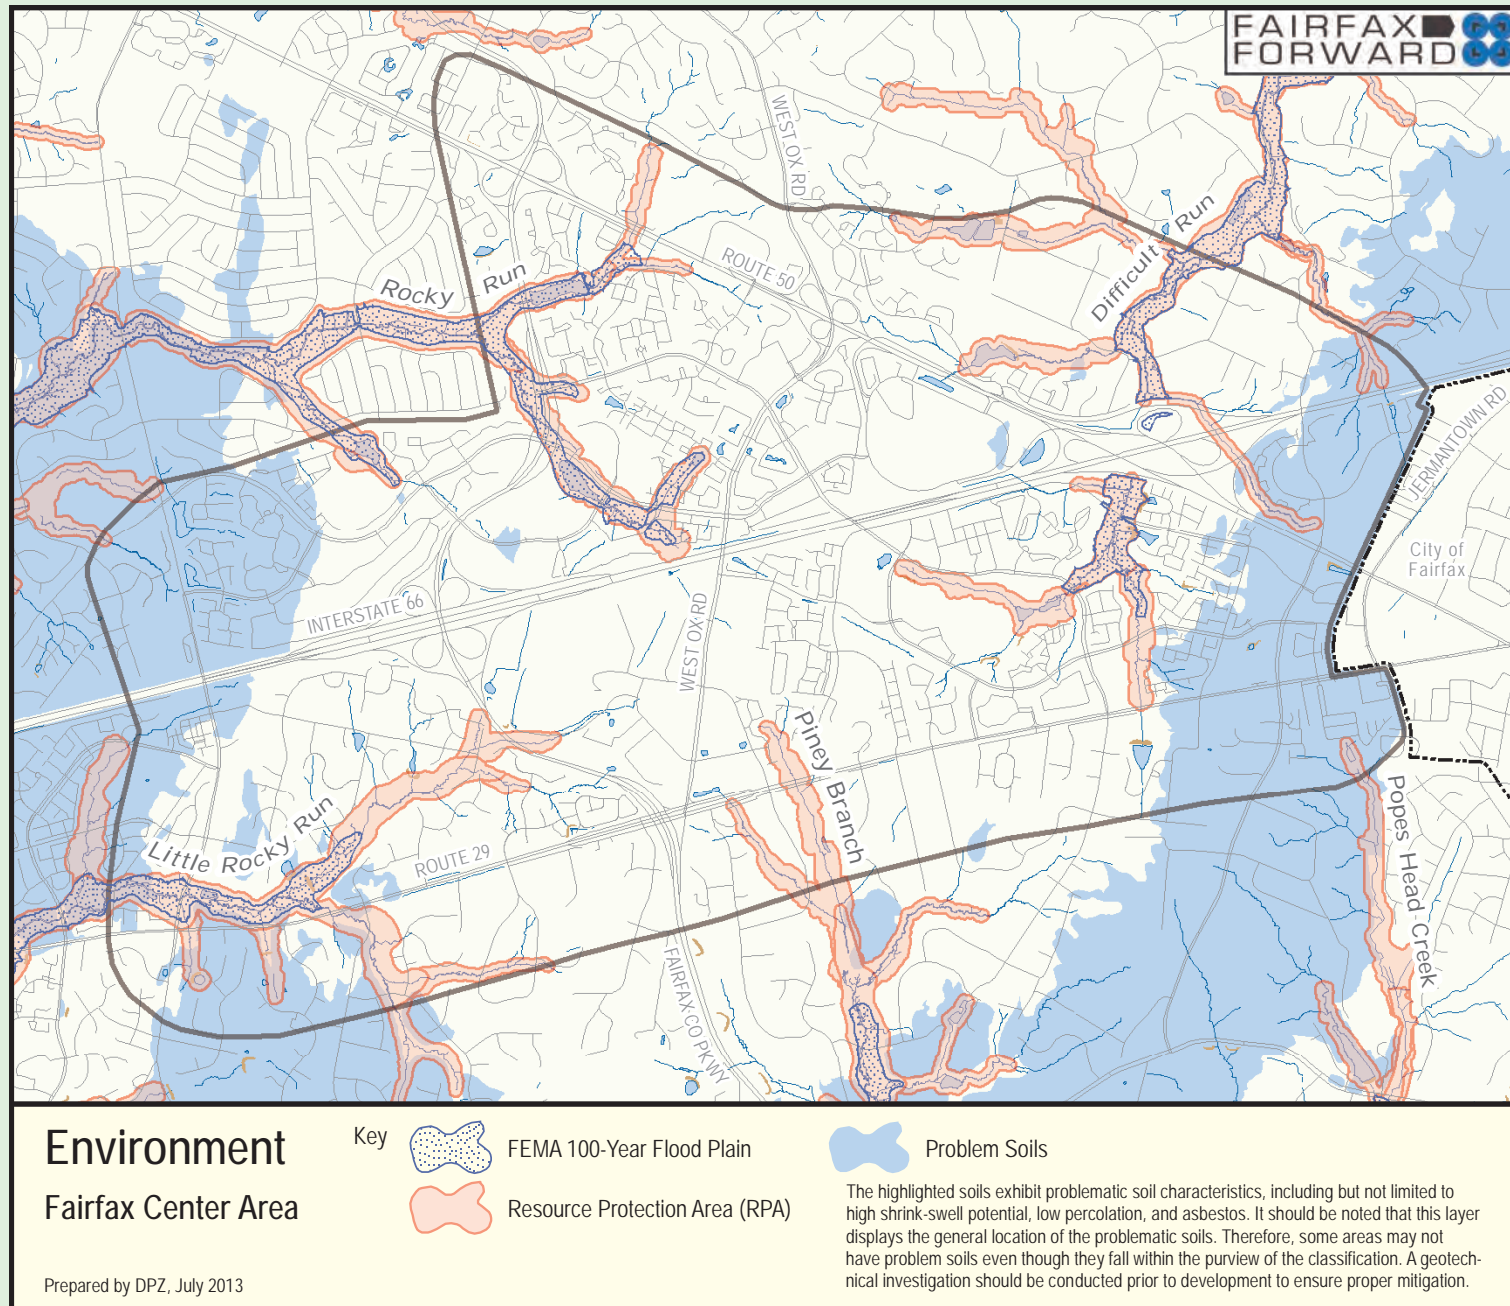 FAIRFAX
FORWARD
WEST OX RD
ROUTE 50
Difficult Run
Rocky Run
JERMANTOWN RD
City of
Fairfax
INTERSTATE 66
WEST OX RD
Piney Branch
Little Rocky Run
ROUTE 29
Popes Head Creek
FAIRFAX CO PKWY
Environment
Fairfax Center Area
Prepared by DPZ, July 2013
Key
FEMA 100-Year Flood Plain
Resource Protection Area (RPA)
Problem Soils
The highlighted soils exhibit problematic soil characteristics, including but not limited to
high shrink-swell potential, low percolation, and asbestos. It should be noted that this layer
displays the general location of the problematic soils. Therefore, some areas may not
have problem soils even though they fall within the purview of the classification. A geotech-
nical investigation should be conducted prior to development to ensure proper mitigation.